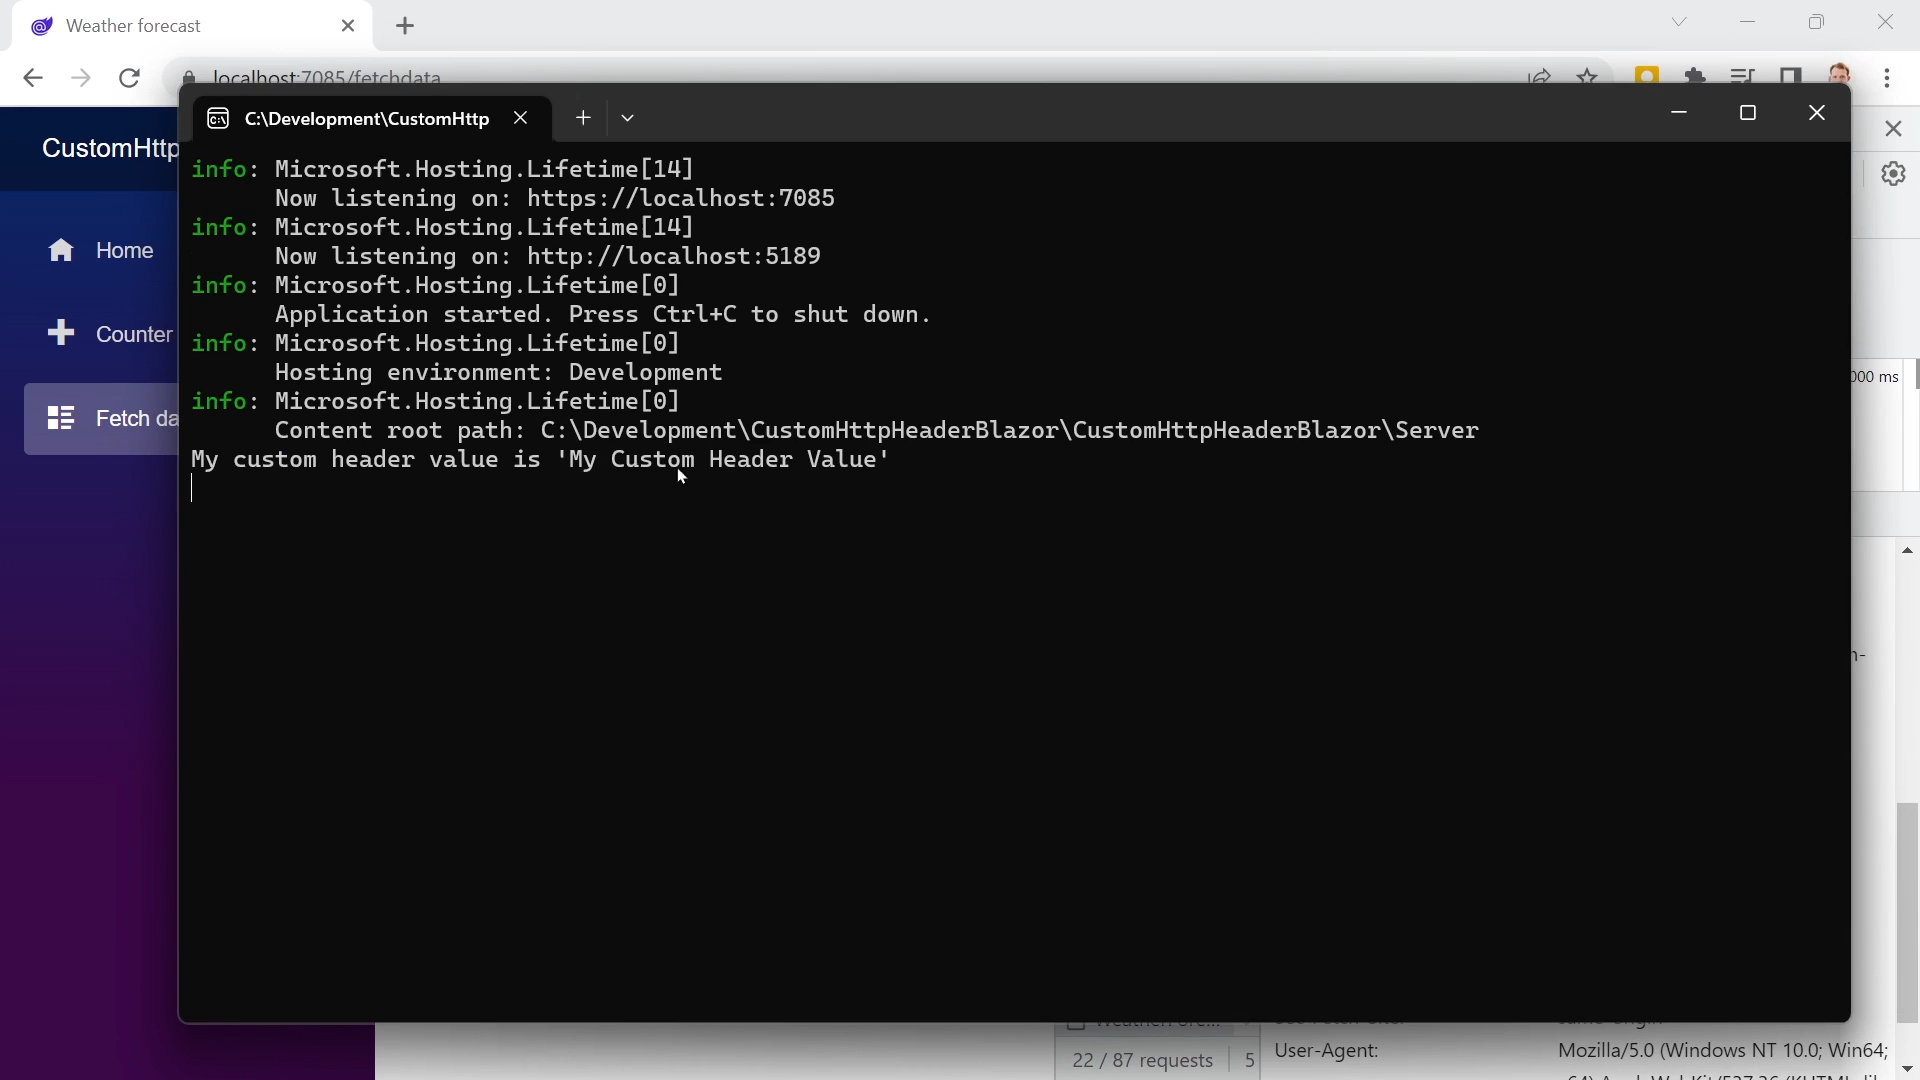 Weather forecast
localhost:7085/fetchdata
C:\Development\CustomHttp
CustomHttp
info: Microsoft.Hosting.Lifetime[14]
Now listening on: https://localhost:7085
info: Microsoft.Hosting.Lifetime[14]
Now listening on: http://localhost:5189
info: Microsoft.Hosting.Lifetime[0]
Application started. Press Ctrl+C to shut down.
info: Microsoft.Hosting.Lifetime[0]
Hosting environment: Development
info: Microsoft.Hosting.Lifetime[0]
Content root path: C:\Development\CustomHttpHeaderBlazor\CustomHttpHeaderBlazor\Server
My custom header value is 'My Custom Header Value'
Home
Counter
Fetch da
000 ms
22 / 87 requests
5
User-Agent:
Mozilla/5.0 (Windows NT 10.0; Win64;